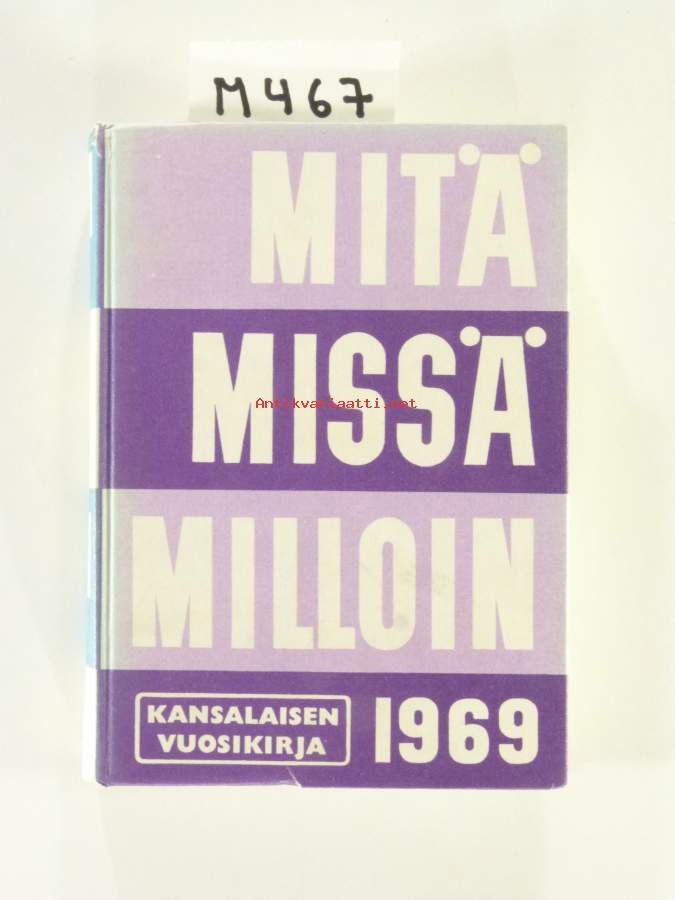 M467
MITÄ
MISSÄ
Antikvariaatti.net
MILLOIN
KANSALAISEN
VUOSIKIRJA
1969